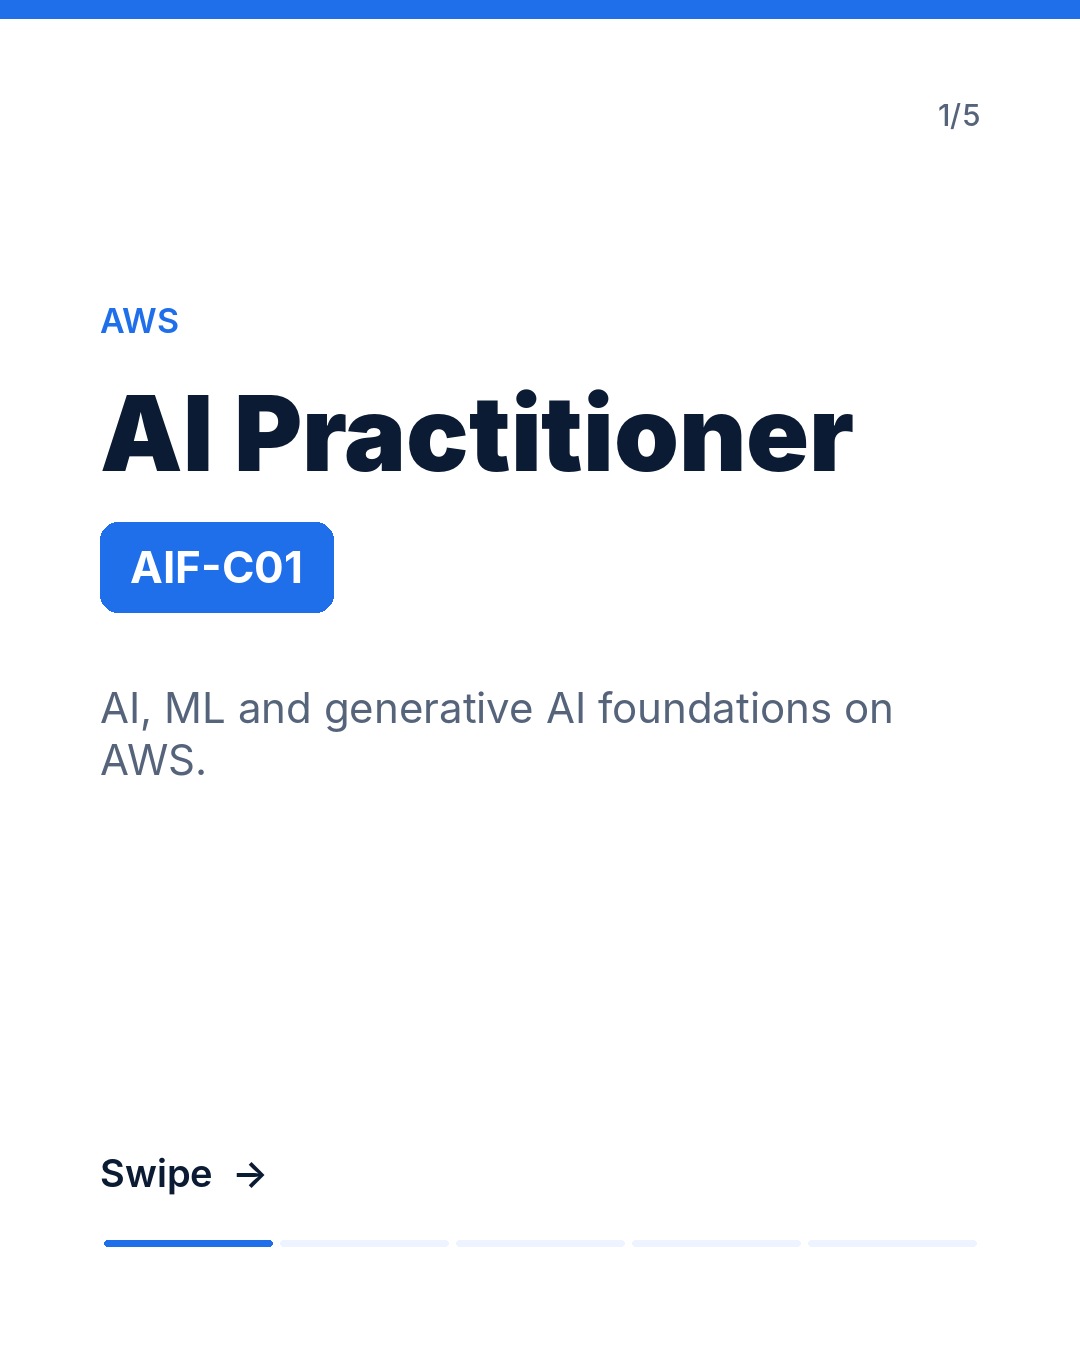 1/5
AWS
AI Practitioner
AIF-C01
AI, ML and generative AI foundations on
AWS.
Swipe →